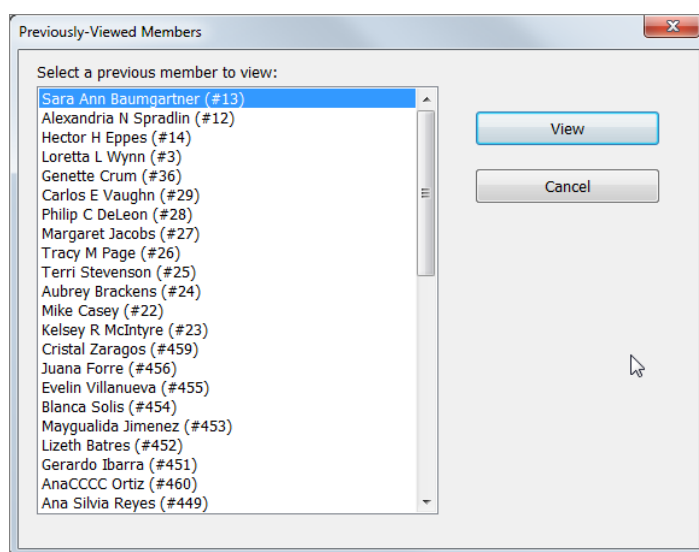 Previously-Viewed Members
Select a previous member to view:
Sara Ann Baumgartner (#13)
Alexandria N Spradlin (#12)
Hector H Eppes (#14)
Loretta L Wynn (#3)
Genette Crum (#36)
Carlos E Vaughn (#29)
Philip C DeLeon (#28)
Margaret Jacobs (#27)
Tracy M Page (#26)
Terri Stevenson (#25)
Aubrey Brackens (#24)
Mike Casey (#22)
Kelsey R McIntyre (#23)
Cristal Zaragos (#459)
Juana Forre (#456)
Evelin Villanueva (#455)
Blanca Solis (#454)
Maygualida Jimenez (#453)
Lizeth Batres (#452)
Gerardo Ibarra (#451)
AnaCCCC Ortiz (#460)
Ana Silvia Reyes (#449)
View
Cancel